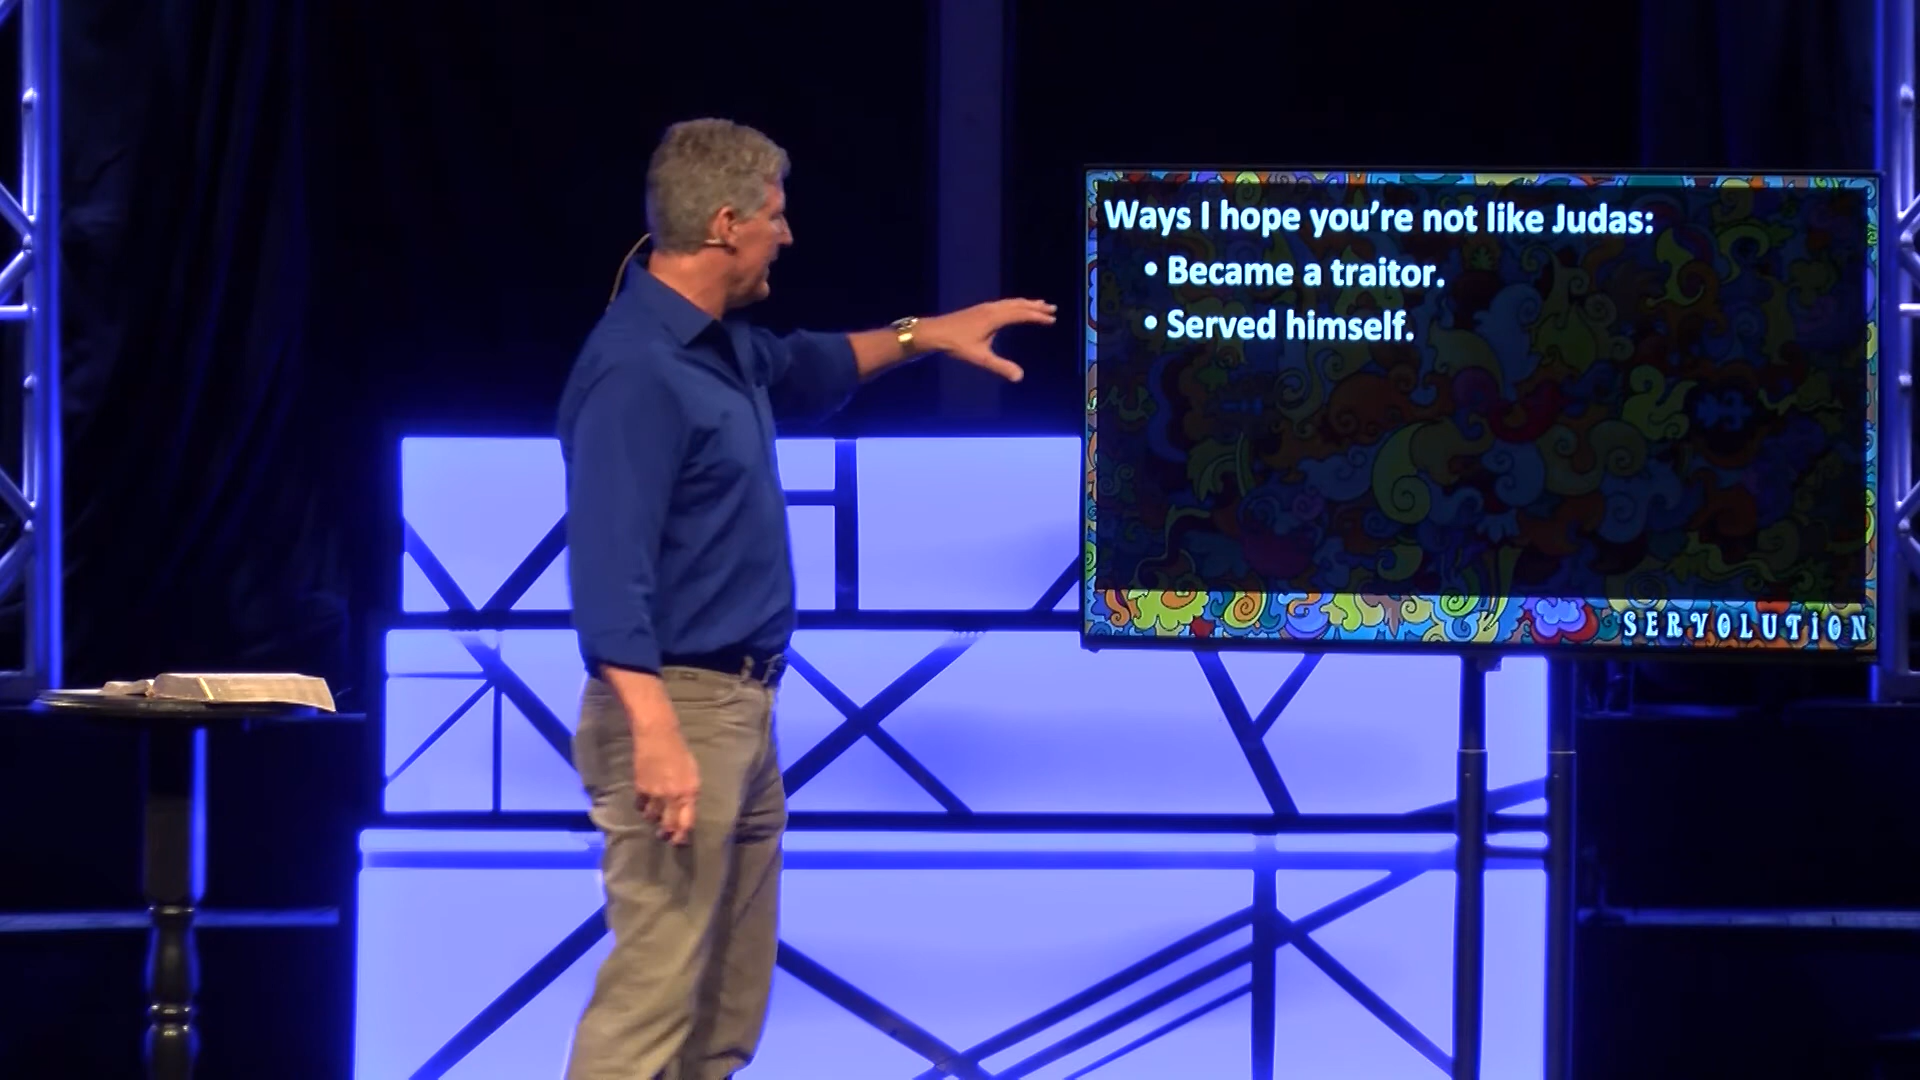 Ways I hope you’re not like Judas:
• Became a traitor.
• Served himself.
SERVOLUTiON